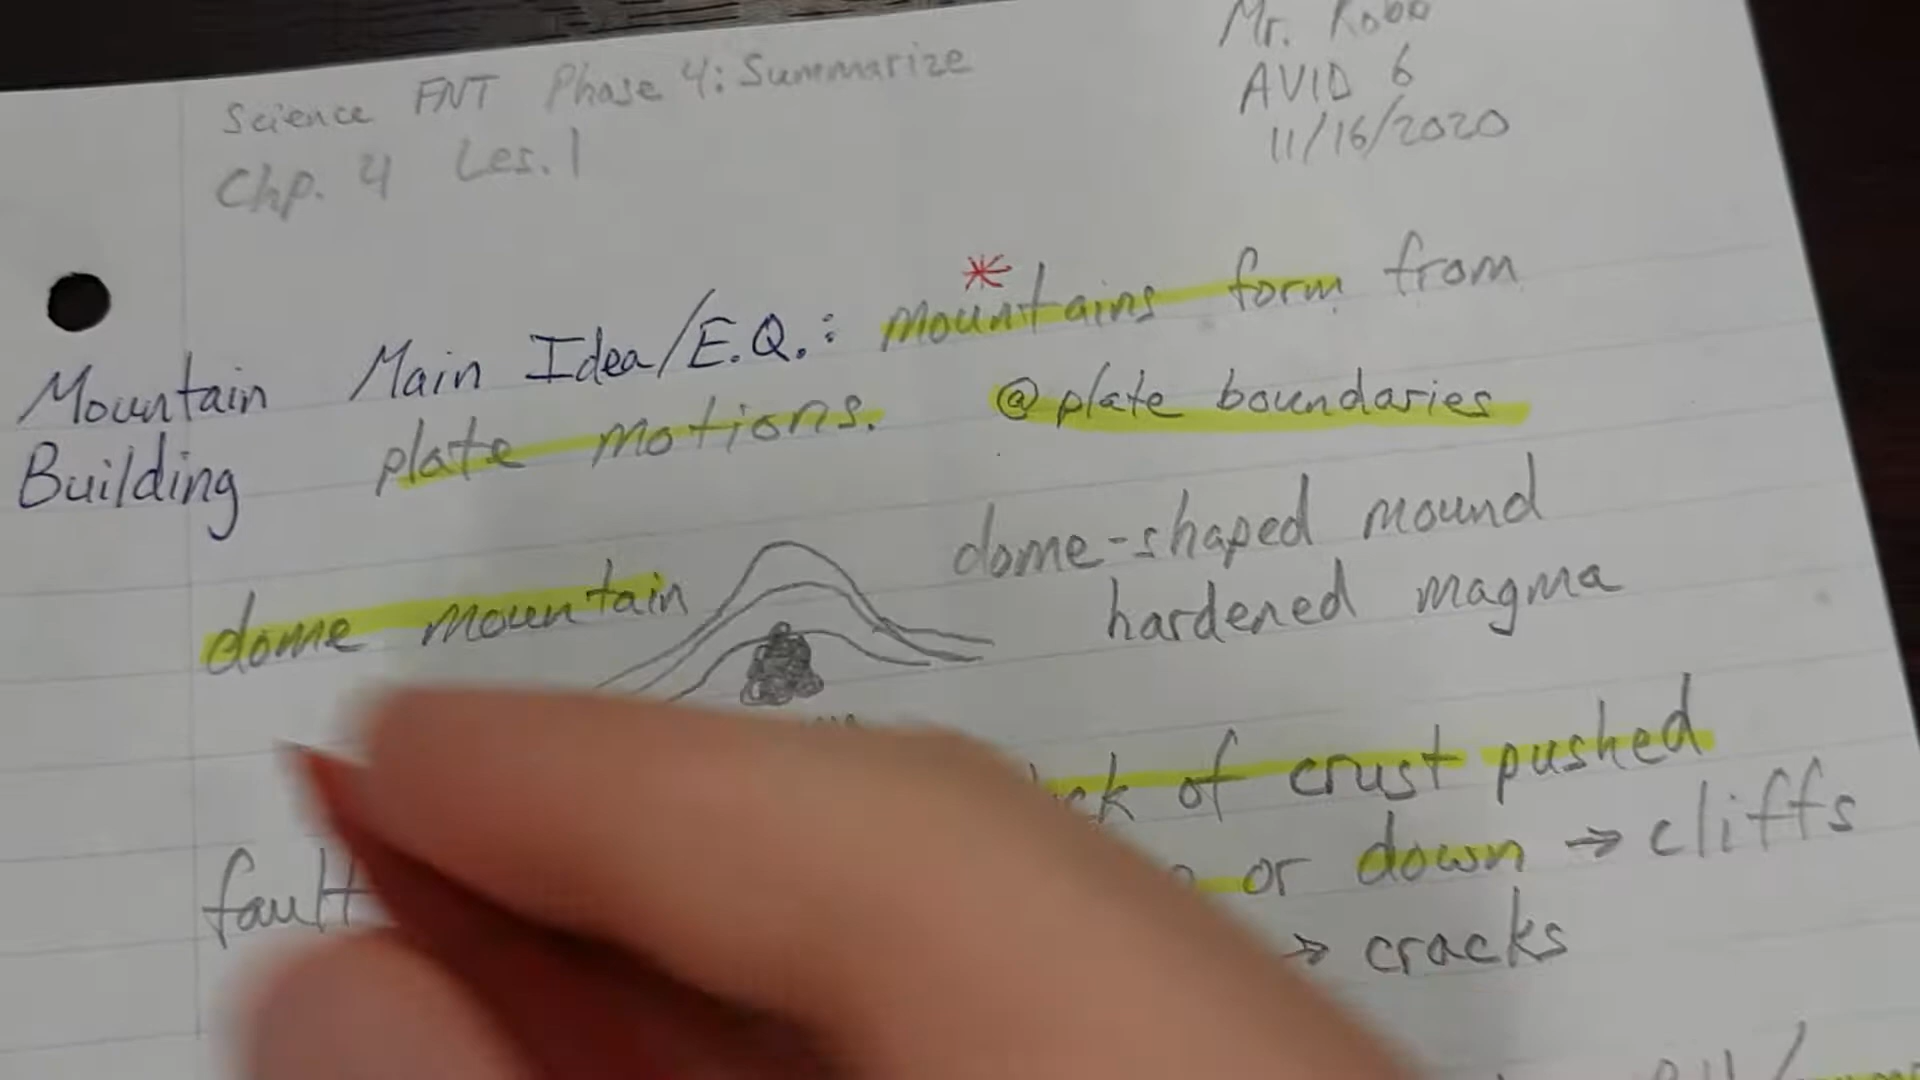 Science FNT Phase 4: Summarize
Chp. 4 Les. 1
Mr.
AVID 6
11/16/2020
Mountain
Building
Main Idea/E.Q.: *mountains form from
plate motions. @ plate boundaries
dome mountain
dome-shaped mound
hardened magma
fault
of crust pushed
or down → cliffs
→ cracks